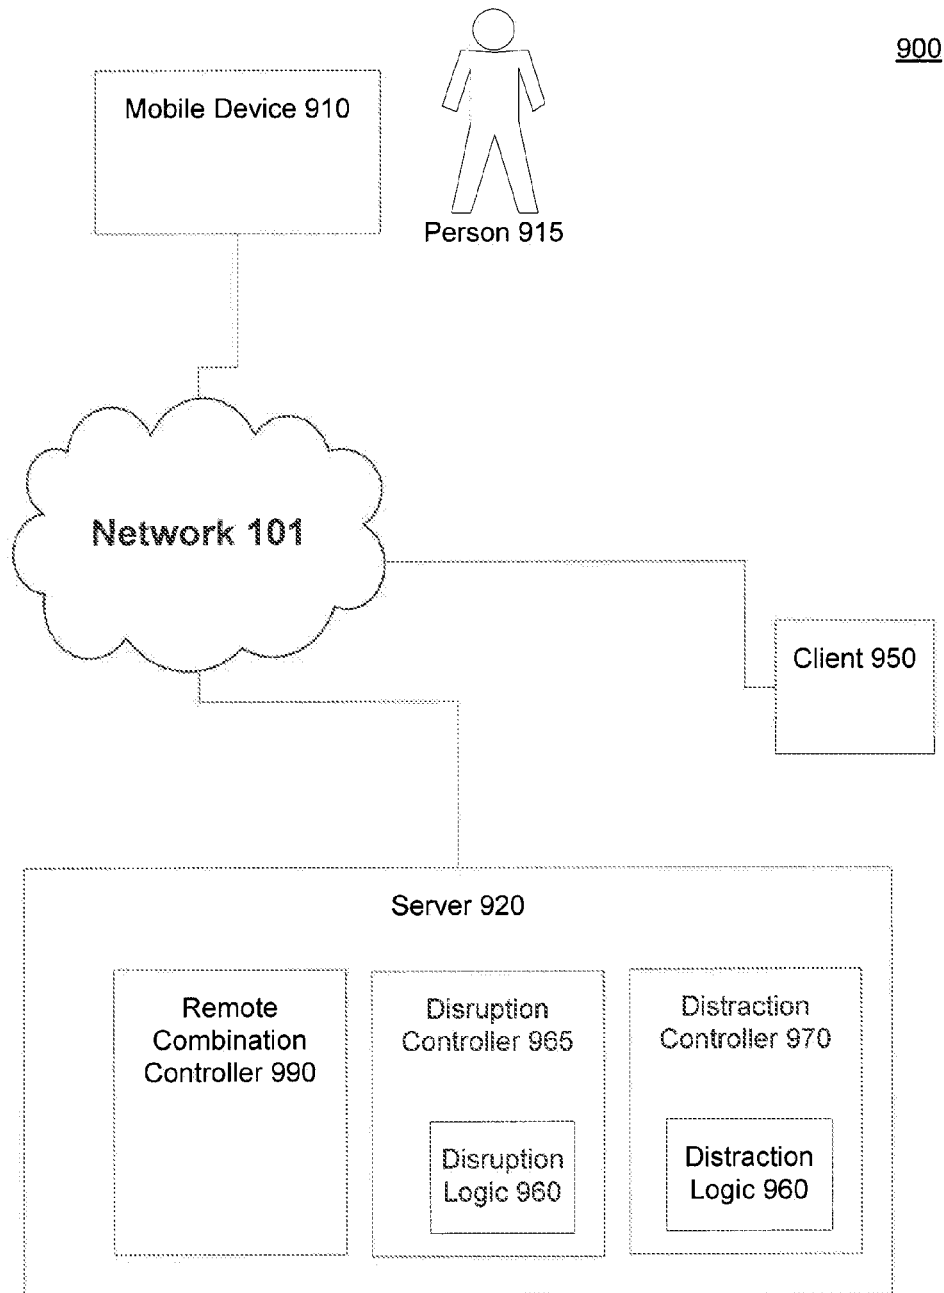 900
Mobile Device 910
Person 915
Network 101
Client 950
Server 920
Remote
Combination
Controller 990
Disruption
Controller 965
Disruption
Logic 960
Distraction
Controller 970
Distraction
Logic 960